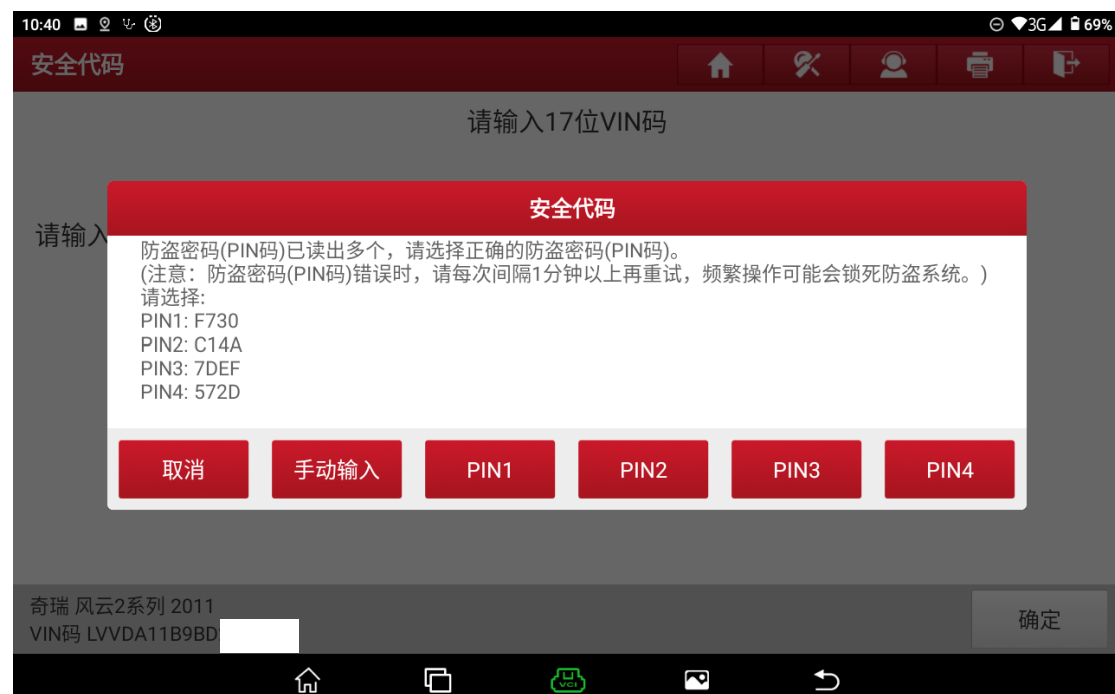 10:40 3G 69%
安全代码
请输入17位VIN码
安全代码
请输入
防盗密码(PIN码)已读出多个，请选择正确的防盗密码(PIN码)。
(注意：防盗密码(PIN码)错误时，请每次间隔1分钟以上再重试，频繁操作可能会锁死防盗系统。)
请选择:
PIN1: F730
PIN2: C14A
PIN3: 7DEF
PIN4: 572D
取消 手动输入 PIN1 PIN2 PIN3 PIN4
奇瑞 风云2系列 2011
VIN码 LVVDA11B9BD
确定
VCI